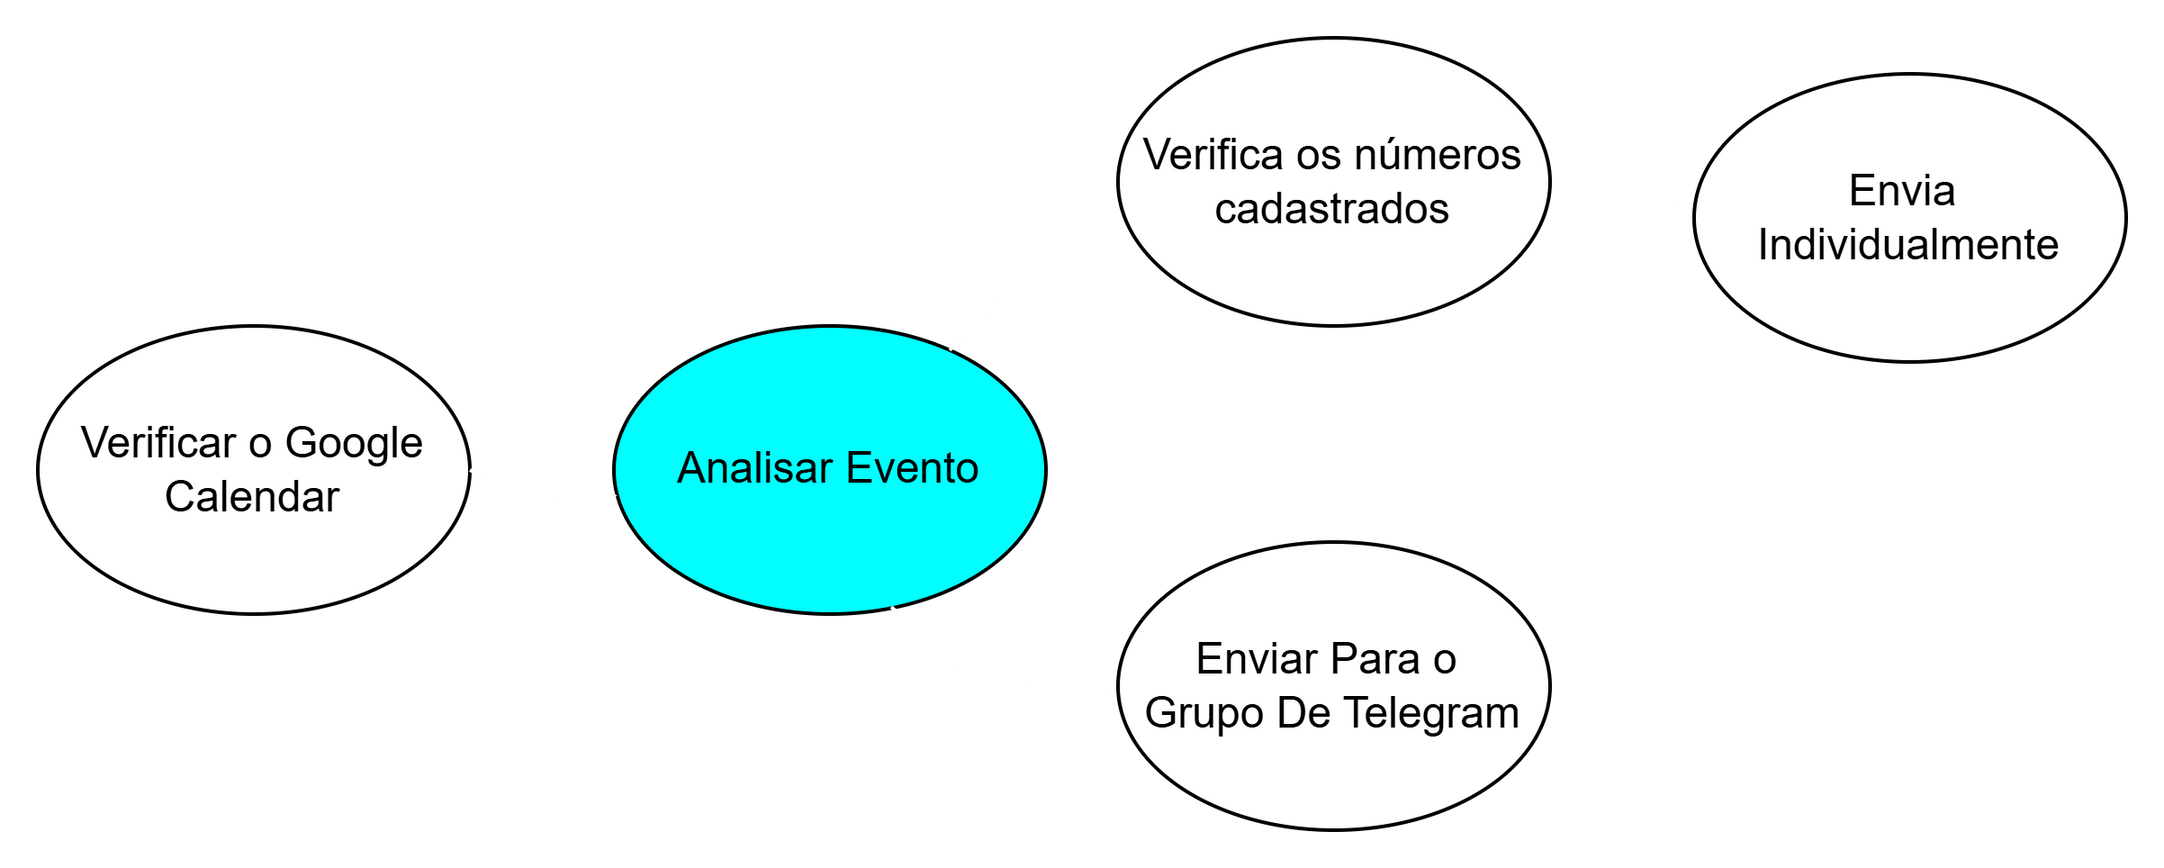 Verificar o Google
Calendar
Analisar Evento
Verifica os números
cadastrados
Envia
Individualmente
Enviar Para o
Grupo De Telegram